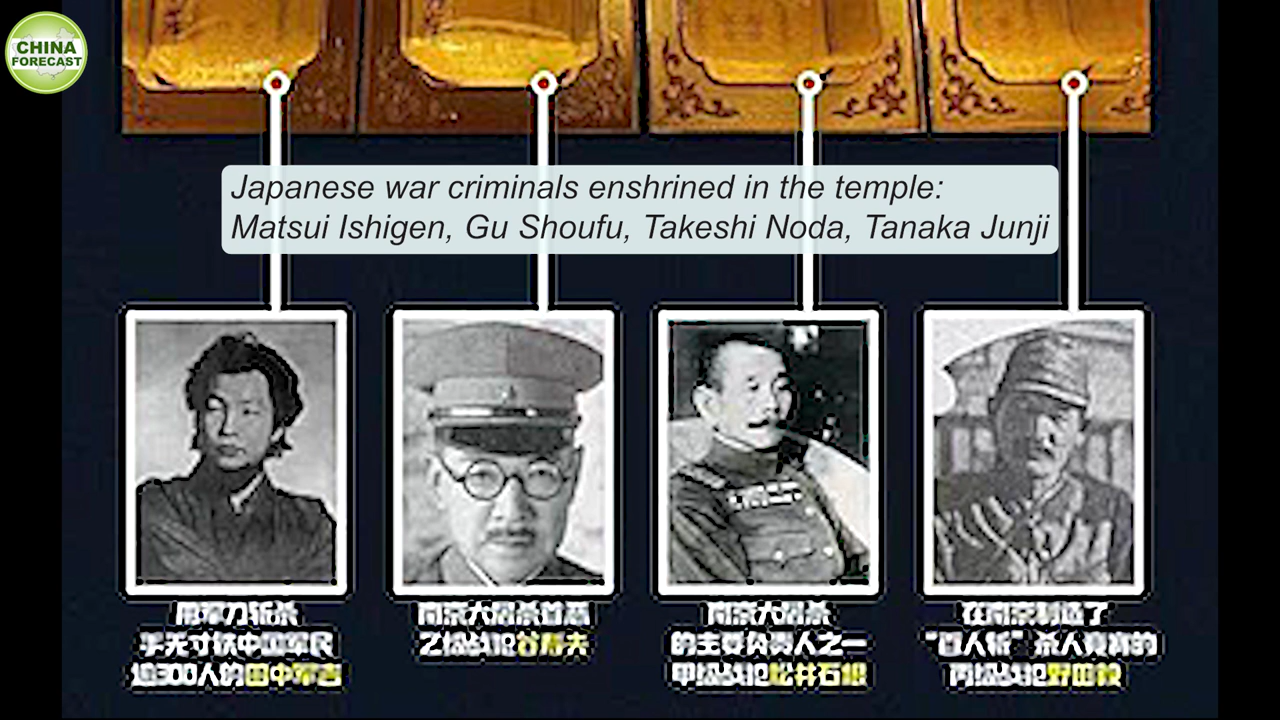 CHINA
FORECAST
Japanese war criminals enshrined in the temple:
Matsui Ishigen, Gu Shoufu, Takeshi Noda, Tanaka Junji
用军刀斩杀
手无寸铁中国军民
300人的田中军吉
南京大屠杀首恶
乙级战犯谷寿夫
南京大屠杀
的主要负责人之一
甲级战犯松井石根
在南京制造了
“百人斩”杀人竞赛的
丙级战犯野田毅